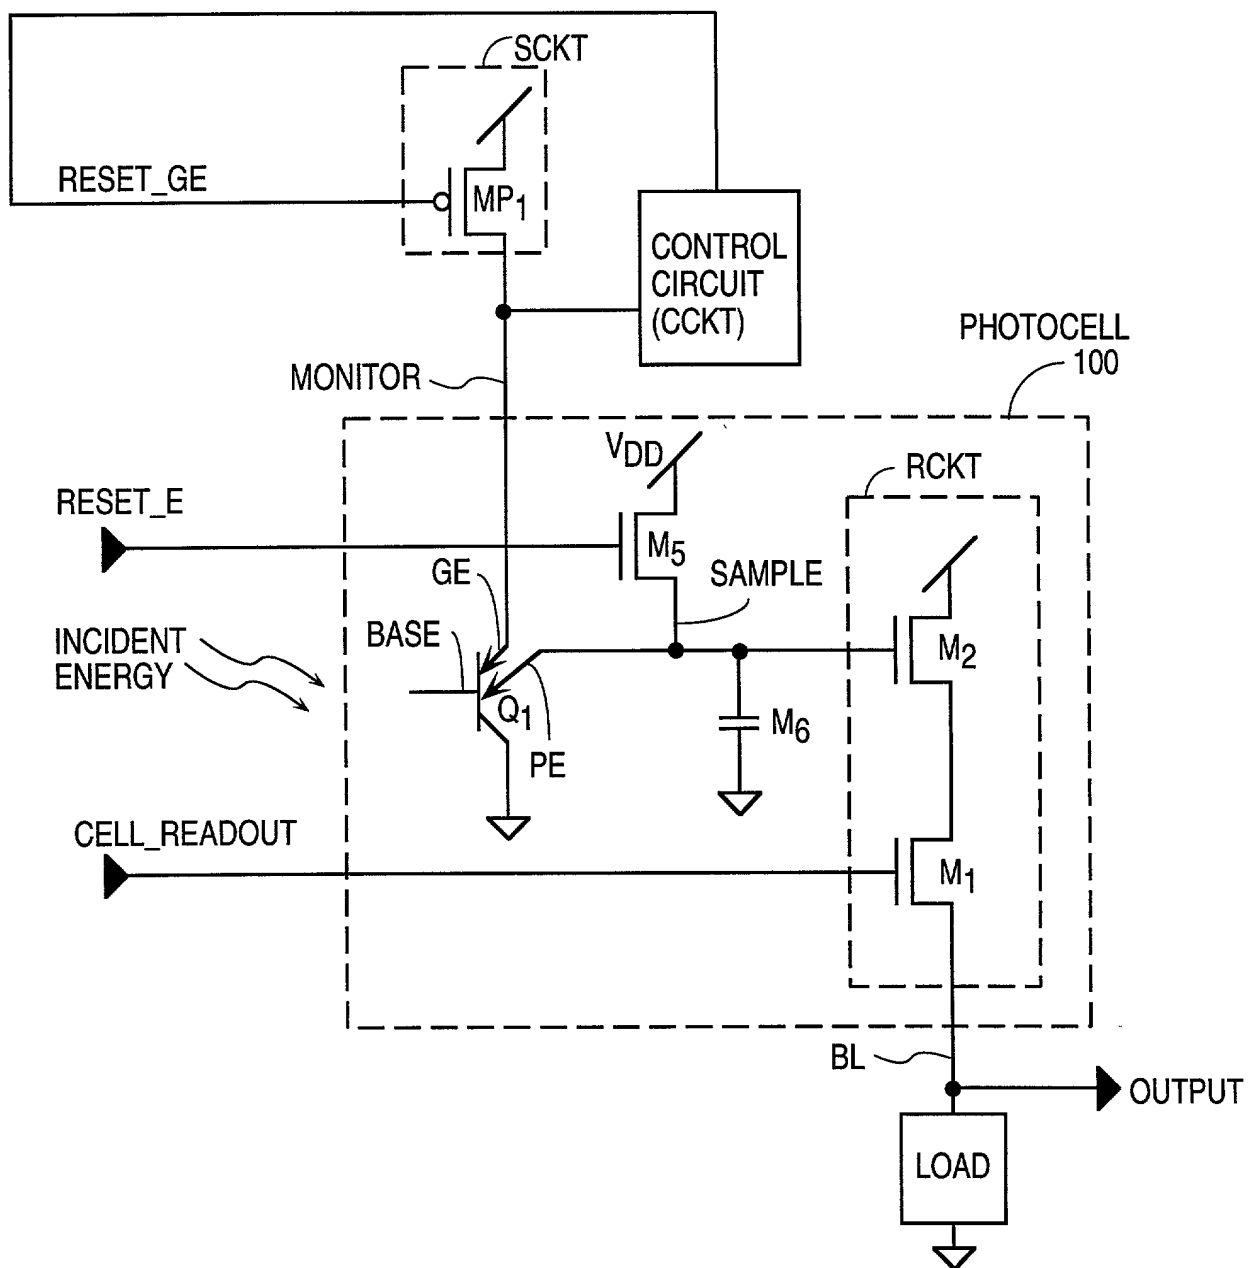 SCKT
RESET_GE
MP1
CONTROL
CIRCUIT
(CCKT)
PHOTOCELL
100
MONITOR
VDD
RCKT
RESET_E
M5
GE
SAMPLE
BASE
INCIDENT
ENERGY
M2
Q1
M6
PE
CELL_READOUT
M1
BL
OUTPUT
LOAD